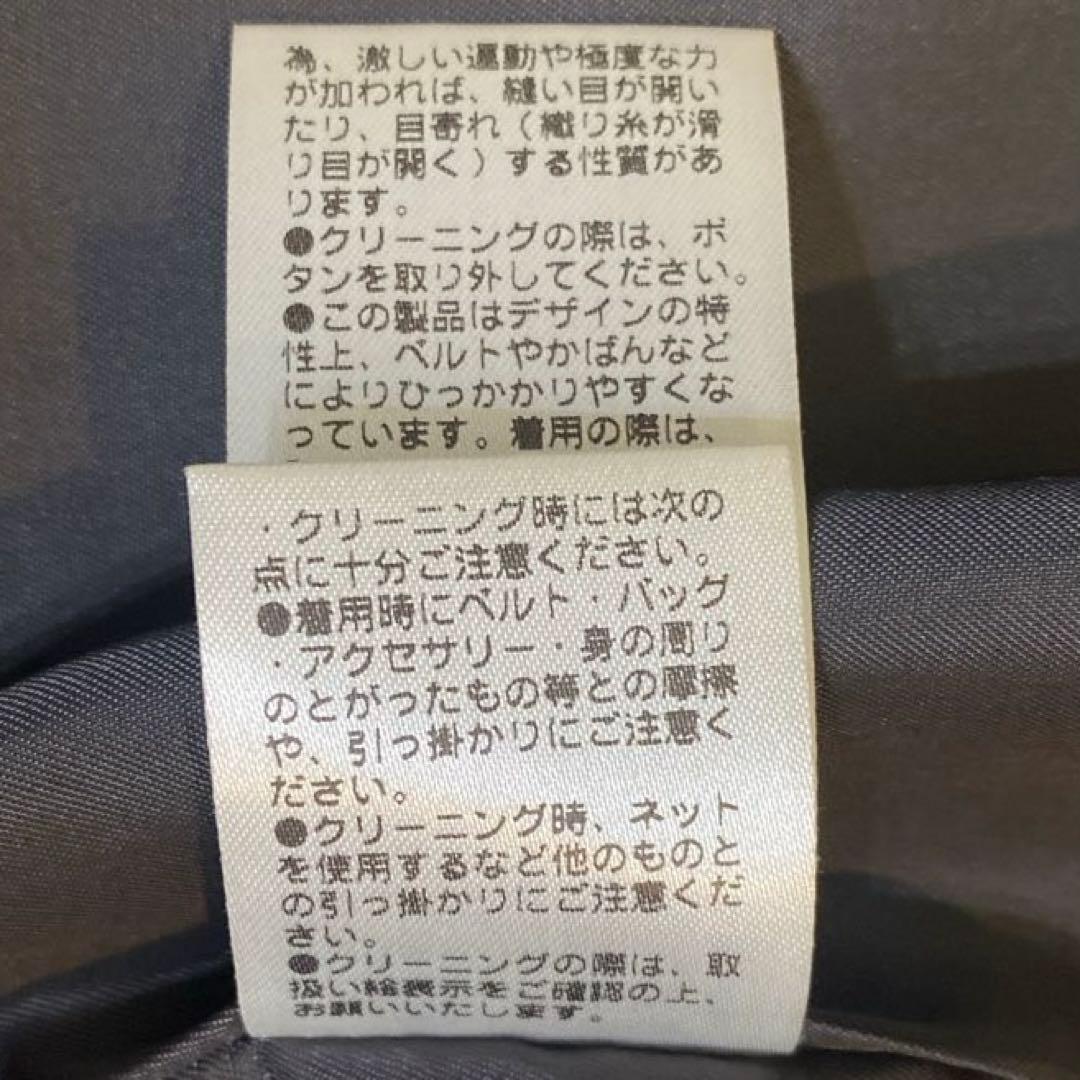 為、激しい運動や極度な力
が加われば、縫い目が開い
たり、目寄れ（織り糸が滑
り目が開く）する性質があ
ります。
●クリーニングの際は、ボ
タンを取り外してください。
●この製品はデザインの特
性上、ベルトやかばんなど
によりひっかかりやすくな
っています。着用の際は、
・クリーニング時には次の
点に十分ご注意ください。
●着用時にベルト・バッグ
・アクセサリー・身の周り
のとがったもの等との摩擦
や、引っ掛かりにご注意く
ださい。
●クリーニング時、ネット
を使用するなど他のものと
の引っ掛かりにご注意くだ
さい。
●クリーニングの際は、取
扱い絵表示をご確認の上、
お願いいたします。